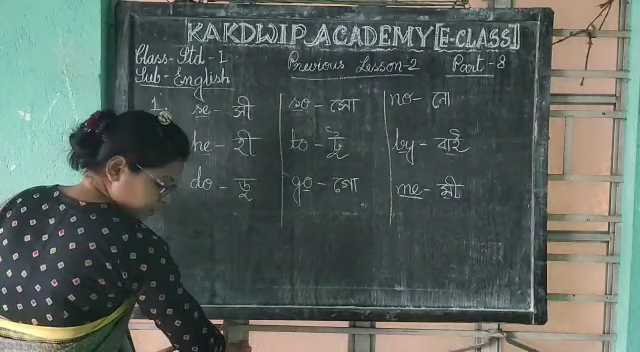 KAKDWIP ACADEMY [E-CLASS]
Class- Std - I
Previous Lesson-2 Part - 8
Sub- English
1. se - সী so - সো no - নো
he - হী to - টু by - বাই
do - ডু go - গো me - মী